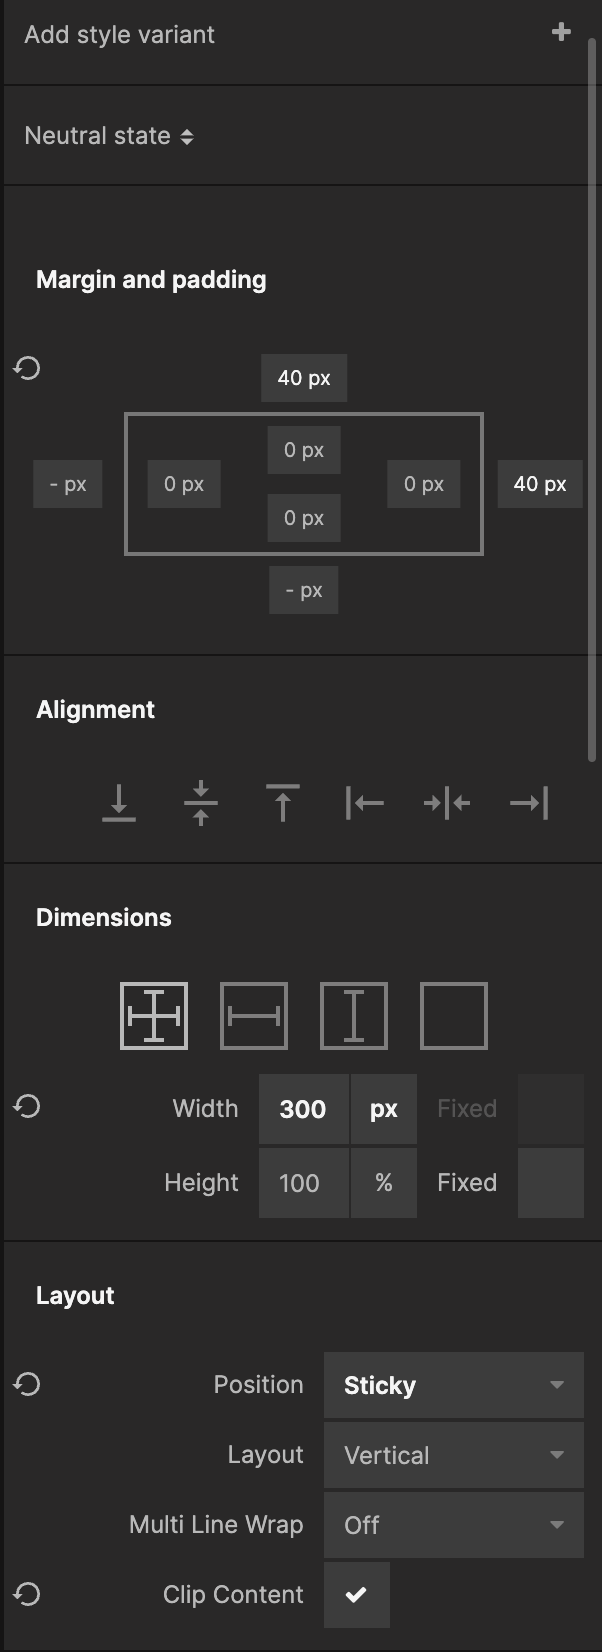 Add style variant
Neutral state
Margin and padding
40 px
0 px
- px 0 px 0 px 40 px
0 px
- px
Alignment
Dimensions
Width 300 px Fixed
Height 100 % Fixed
Layout
Position Sticky
Layout Vertical
Multi Line Wrap Off
Clip Content